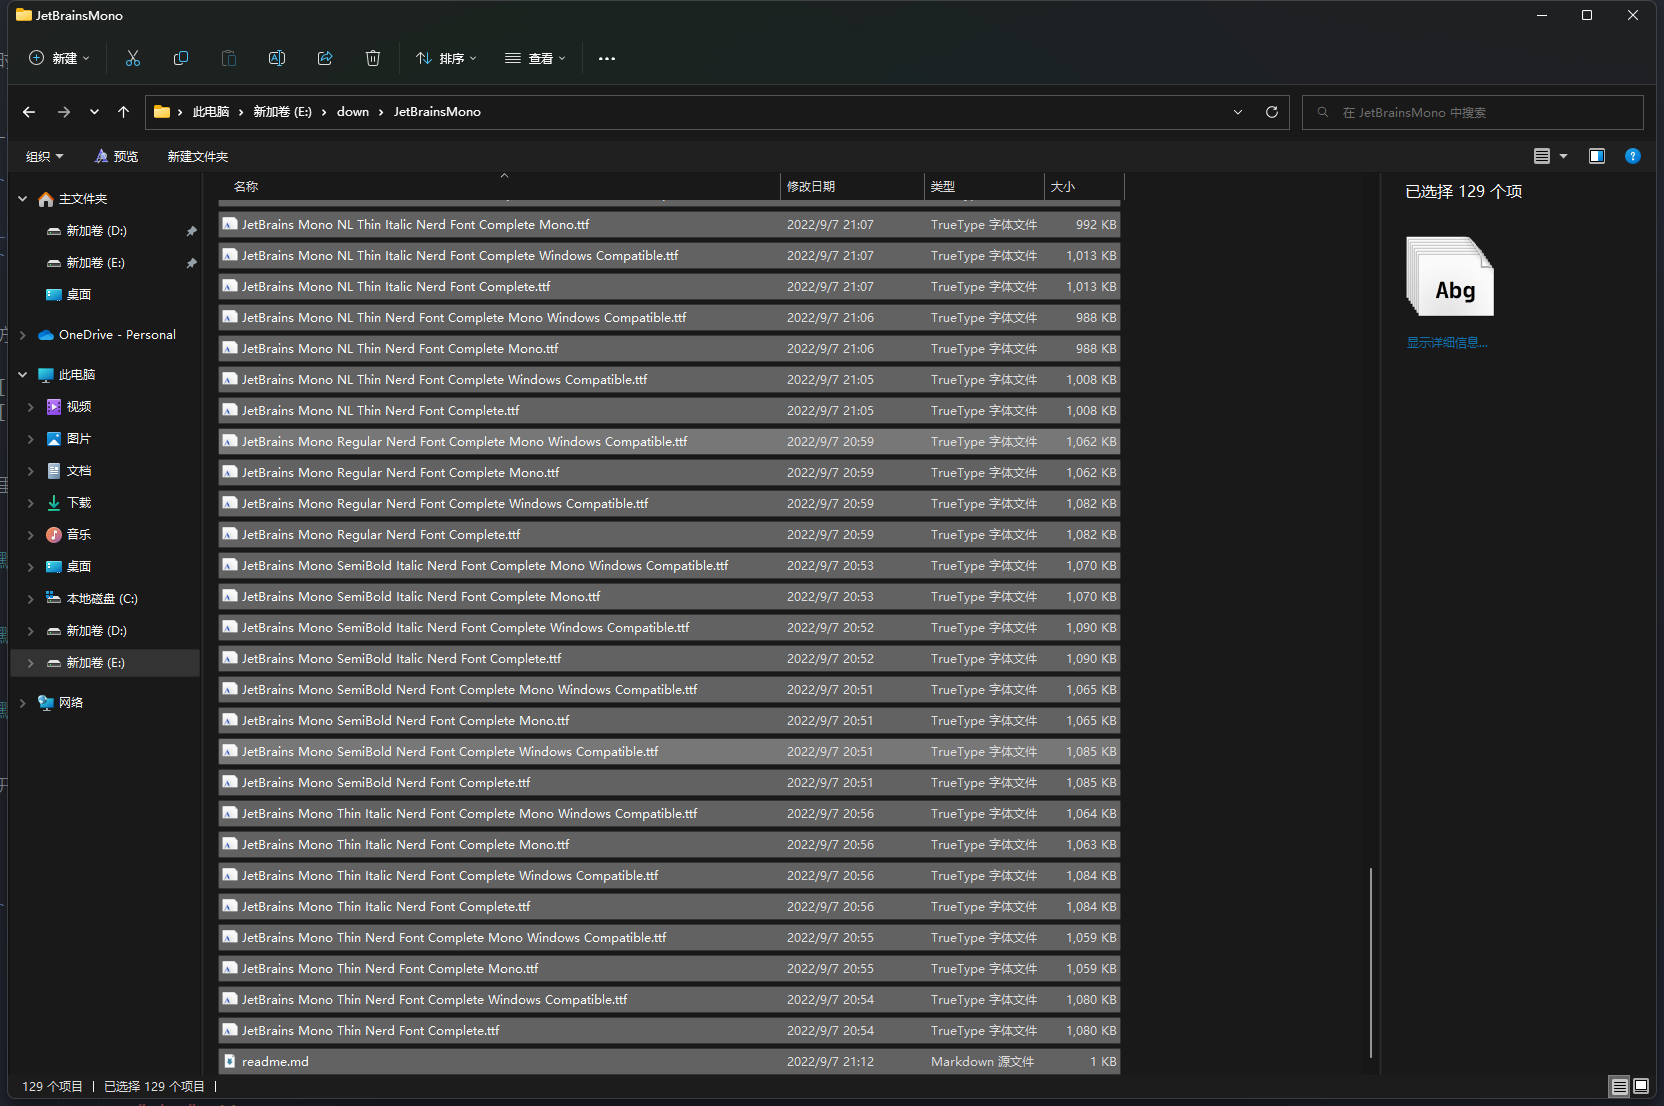 JetBrainsMono
新建
排序
查看
此电脑 新加卷 (E:) down JetBrainsMono
在 JetBrainsMono 中搜索
组织 预览 新建文件夹
名称 修改日期 类型 大小
主文件夹
新加卷 (D:)
新加卷 (E:)
桌面
OneDrive - Personal
此电脑
视频
图片
文档
下载
音乐
桌面
本地磁盘 (C:)
新加卷 (D:)
新加卷 (E:)
网络
JetBrains Mono NL Thin Italic Nerd Font Complete Mono.ttf 2022/9/7 21:07 TrueType 字体文件 992 KB
JetBrains Mono NL Thin Italic Nerd Font Complete Windows Compatible.ttf 2022/9/7 21:07 TrueType 字体文件 1,013 KB
JetBrains Mono NL Thin Italic Nerd Font Complete.ttf 2022/9/7 21:07 TrueType 字体文件 1,013 KB
JetBrains Mono NL Thin Nerd Font Complete Mono Windows Compatible.ttf 2022/9/7 21:06 TrueType 字体文件 988 KB
JetBrains Mono NL Thin Nerd Font Complete Mono.ttf 2022/9/7 21:06 TrueType 字体文件 988 KB
JetBrains Mono NL Thin Nerd Font Complete Windows Compatible.ttf 2022/9/7 21:05 TrueType 字体文件 1,008 KB
JetBrains Mono NL Thin Nerd Font Complete.ttf 2022/9/7 21:05 TrueType 字体文件 1,008 KB
JetBrains Mono Regular Nerd Font Complete Mono Windows Compatible.ttf 2022/9/7 20:59 TrueType 字体文件 1,062 KB
JetBrains Mono Regular Nerd Font Complete Mono.ttf 2022/9/7 20:59 TrueType 字体文件 1,062 KB
JetBrains Mono Regular Nerd Font Complete Windows Compatible.ttf 2022/9/7 20:59 TrueType 字体文件 1,082 KB
JetBrains Mono Regular Nerd Font Complete.ttf 2022/9/7 20:59 TrueType 字体文件 1,082 KB
JetBrains Mono SemiBold Italic Nerd Font Complete Mono Windows Compatible.ttf 2022/9/7 20:53 TrueType 字体文件 1,070 KB
JetBrains Mono SemiBold Italic Nerd Font Complete Mono.ttf 2022/9/7 20:53 TrueType 字体文件 1,070 KB
JetBrains Mono SemiBold Italic Nerd Font Complete Windows Compatible.ttf 2022/9/7 20:52 TrueType 字体文件 1,090 KB
JetBrains Mono SemiBold Italic Nerd Font Complete.ttf 2022/9/7 20:52 TrueType 字体文件 1,090 KB
JetBrains Mono SemiBold Nerd Font Complete Mono Windows Compatible.ttf 2022/9/7 20:51 TrueType 字体文件 1,065 KB
JetBrains Mono SemiBold Nerd Font Complete Mono.ttf 2022/9/7 20:51 TrueType 字体文件 1,065 KB
JetBrains Mono SemiBold Nerd Font Complete Windows Compatible.ttf 2022/9/7 20:51 TrueType 字体文件 1,085 KB
JetBrains Mono SemiBold Nerd Font Complete.ttf 2022/9/7 20:51 TrueType 字体文件 1,085 KB
JetBrains Mono Thin Italic Nerd Font Complete Mono Windows Compatible.ttf 2022/9/7 20:56 TrueType 字体文件 1,064 KB
JetBrains Mono Thin Italic Nerd Font Complete Mono.ttf 2022/9/7 20:56 TrueType 字体文件 1,063 KB
JetBrains Mono Thin Italic Nerd Font Complete Windows Compatible.ttf 2022/9/7 20:56 TrueType 字体文件 1,084 KB
JetBrains Mono Thin Italic Nerd Font Complete.ttf 2022/9/7 20:56 TrueType 字体文件 1,084 KB
JetBrains Mono Thin Nerd Font Complete Mono Windows Compatible.ttf 2022/9/7 20:55 TrueType 字体文件 1,059 KB
JetBrains Mono Thin Nerd Font Complete Mono.ttf 2022/9/7 20:55 TrueType 字体文件 1,059 KB
JetBrains Mono Thin Nerd Font Complete Windows Compatible.ttf 2022/9/7 20:54 TrueType 字体文件 1,080 KB
JetBrains Mono Thin Nerd Font Complete.ttf 2022/9/7 20:54 TrueType 字体文件 1,080 KB
readme.md 2022/9/7 21:12 Markdown 源文件 1 KB
已选择 129 个项
Abg
显示详细信息...
129 个项目 已选择 129 个项目